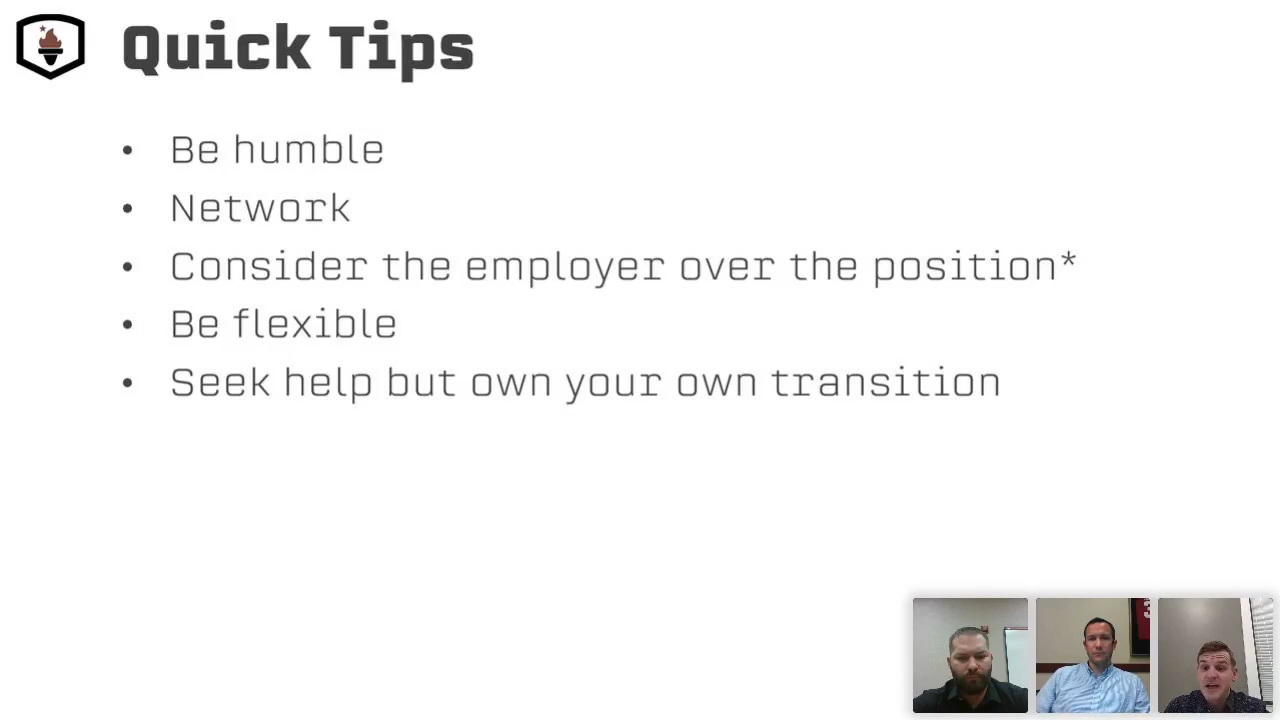 Quick Tips
• Be humble
• Network
• Consider the employer over the position*
• Be flexible
• Seek help but own your own transition
3